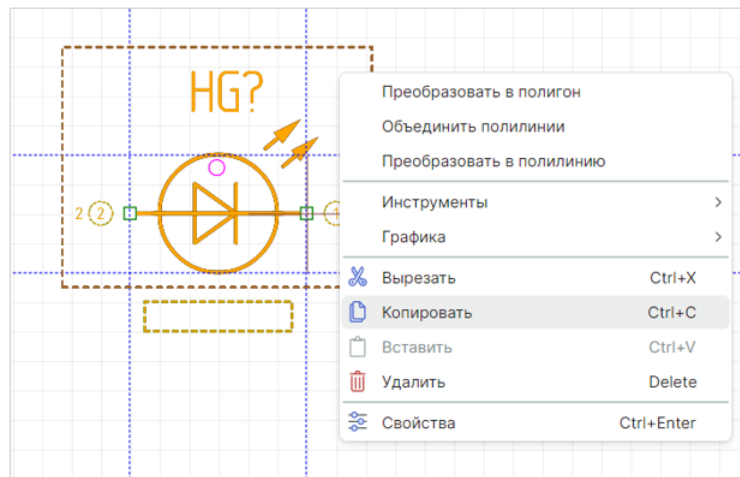 HG?
Преобразовать в полигон
Объединить полилинии
Преобразовать в полилинию
2 2 1
Инструменты
Графика
Вырезать Ctrl+X
Копировать Ctrl+C
Вставить Ctrl+V
Удалить Delete
Свойства Ctrl+Enter